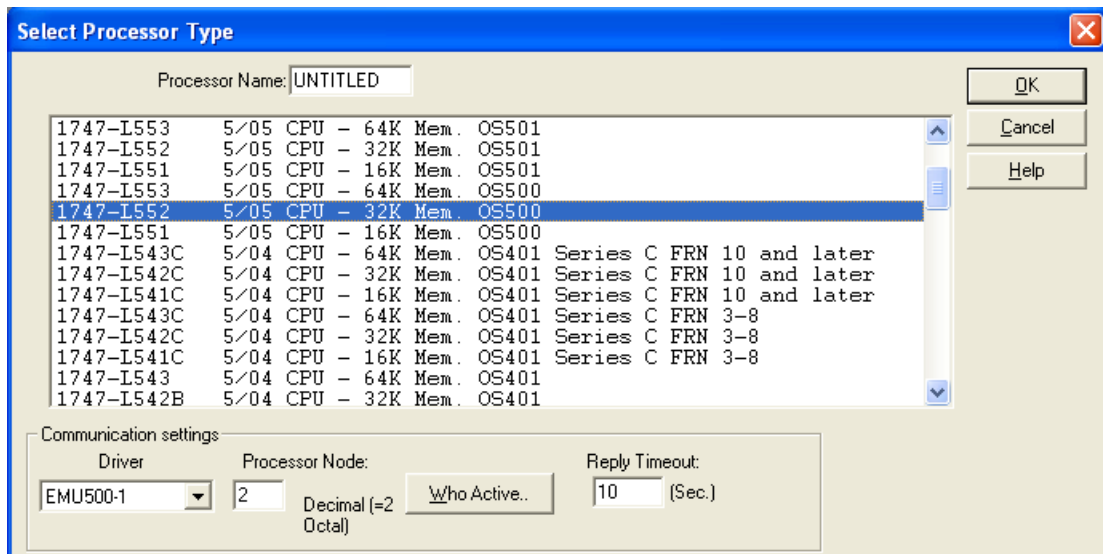 Select Processor Type
Processor Name: UNTITLED
OK
Cancel
Help
1747-L553 5/05 CPU - 64K Mem. OS501
1747-L552 5/05 CPU - 32K Mem. OS501
1747-L551 5/05 CPU - 16K Mem. OS501
1747-L553 5/05 CPU - 64K Mem. OS500
1747-L552 5/05 CPU - 32K Mem. OS500
1747-L551 5/05 CPU - 16K Mem. OS500
1747-L543C 5/04 CPU - 64K Mem. OS401 Series C FRN 10 and later
1747-L542C 5/04 CPU - 32K Mem. OS401 Series C FRN 10 and later
1747-L541C 5/04 CPU - 16K Mem. OS401 Series C FRN 10 and later
1747-L543C 5/04 CPU - 64K Mem. OS401 Series C FRN 3-8
1747-L542C 5/04 CPU - 32K Mem. OS401 Series C FRN 3-8
1747-L541C 5/04 CPU - 16K Mem. OS401 Series C FRN 3-8
1747-L543 5/04 CPU - 64K Mem. OS401
1747-L542B 5/04 CPU - 32K Mem. OS401
Communication settings
Driver
EMU500-1
Processor Node:
2
Decimal (=2
Octal)
Who Active..
Reply Timeout:
10 (Sec.)